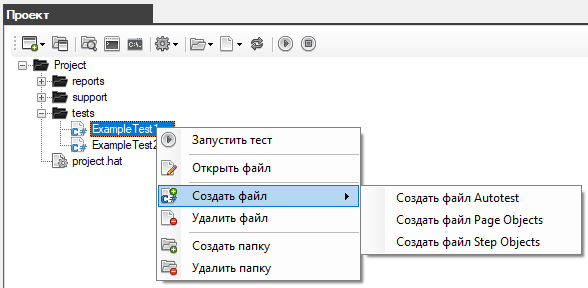 Проект
Project
reports
support
tests
ExampleTest1
ExampleTest2
project.hat
Запустить тест
Открыть файл
Создать файл
Удалить файл
Создать папку
Удалить папку
Создать файл Autotest
Создать файл Page Objects
Создать файл Step Objects